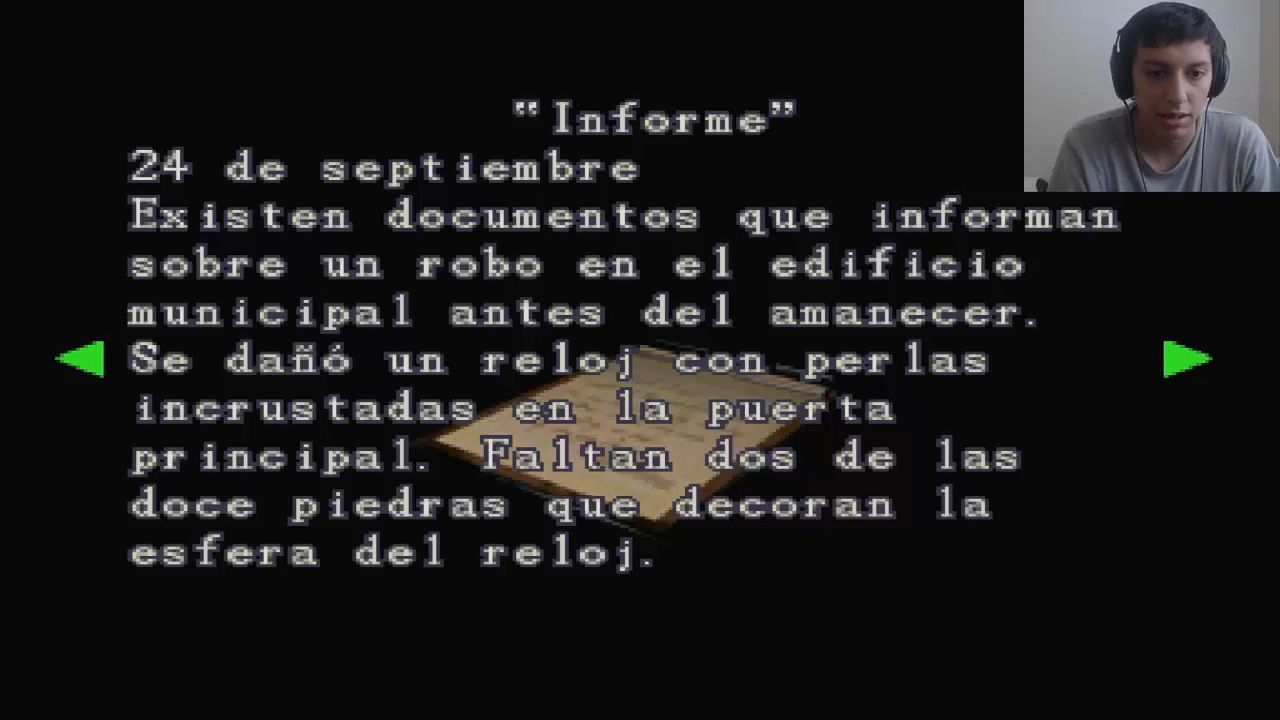 "Informe"
24 de septiembre
Existen documentos que informan
sobre un robo en el edificio
municipal antes del amanecer.
Se dañó un reloj con perlas
incrustadas en la puerta
principal. Faltan dos de las
doce piedras que decoran la
esfera del reloj.